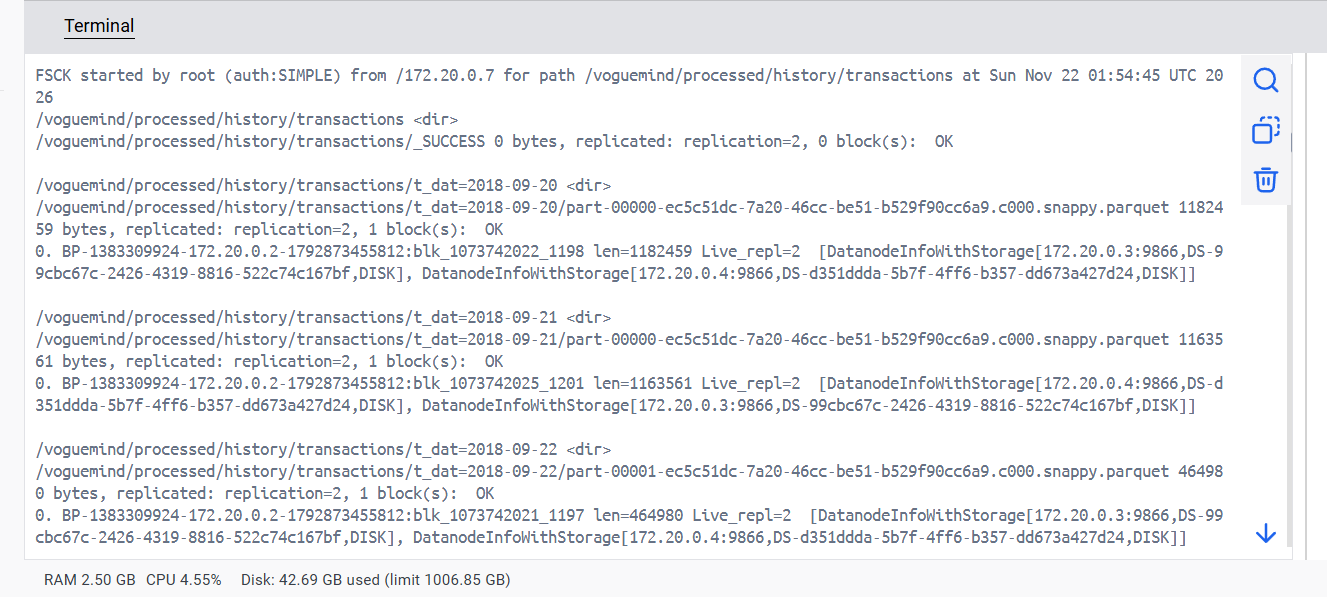 Terminal
FSCK started by root (auth:SIMPLE) from /172.20.0.7 for path /voguemind/processed/history/transactions at Sun Nov 22 01:54:45 UTC 20
26
/voguemind/processed/history/transactions <dir>
/voguemind/processed/history/transactions/_SUCCESS 0 bytes, replicated: replication=2, 0 block(s):  OK
/voguemind/processed/history/transactions/t_dat=2018-09-20 <dir>
/voguemind/processed/history/transactions/t_dat=2018-09-20/part-00000-ec5c51dc-7a20-46cc-be51-b529f90cc6a9.c000.snappy.parquet 11824
59 bytes, replicated: replication=2, 1 block(s):  OK
0. BP-1383309924-172.20.0.2-1792873455812:blk_1073742022_1198 len=1182459 Live_repl=2  [DatanodeInfoWithStorage[172.20.0.3:9866,DS-9
9cbc67c-2426-4319-8816-522c74c167bf,DISK], DatanodeInfoWithStorage[172.20.0.4:9866,DS-d351ddda-5b7f-4ff6-b357-dd673a427d24,DISK]]
/voguemind/processed/history/transactions/t_dat=2018-09-21 <dir>
/voguemind/processed/history/transactions/t_dat=2018-09-21/part-00000-ec5c51dc-7a20-46cc-be51-b529f90cc6a9.c000.snappy.parquet 11635
61 bytes, replicated: replication=2, 1 block(s):  OK
0. BP-1383309924-172.20.0.2-1792873455812:blk_1073742025_1201 len=1163561 Live_repl=2  [DatanodeInfoWithStorage[172.20.0.4:9866,DS-d
351ddda-5b7f-4ff6-b357-dd673a427d24,DISK], DatanodeInfoWithStorage[172.20.0.3:9866,DS-99cbc67c-2426-4319-8816-522c74c167bf,DISK]]
/voguemind/processed/history/transactions/t_dat=2018-09-22 <dir>
/voguemind/processed/history/transactions/t_dat=2018-09-22/part-00001-ec5c51dc-7a20-46cc-be51-b529f90cc6a9.c000.snappy.parquet 46498
0 bytes, replicated: replication=2, 1 block(s):  OK
0. BP-1383309924-172.20.0.2-1792873455812:blk_1073742021_1197 len=464980 Live_repl=2  [DatanodeInfoWithStorage[172.20.0.3:9866,DS-99
cbc67c-2426-4319-8816-522c74c167bf,DISK], DatanodeInfoWithStorage[172.20.0.4:9866,DS-d351ddda-5b7f-4ff6-b357-dd673a427d24,DISK]]
RAM 2.50 GB CPU 4.55% Disk: 42.69 GB used (limit 1006.85 GB)